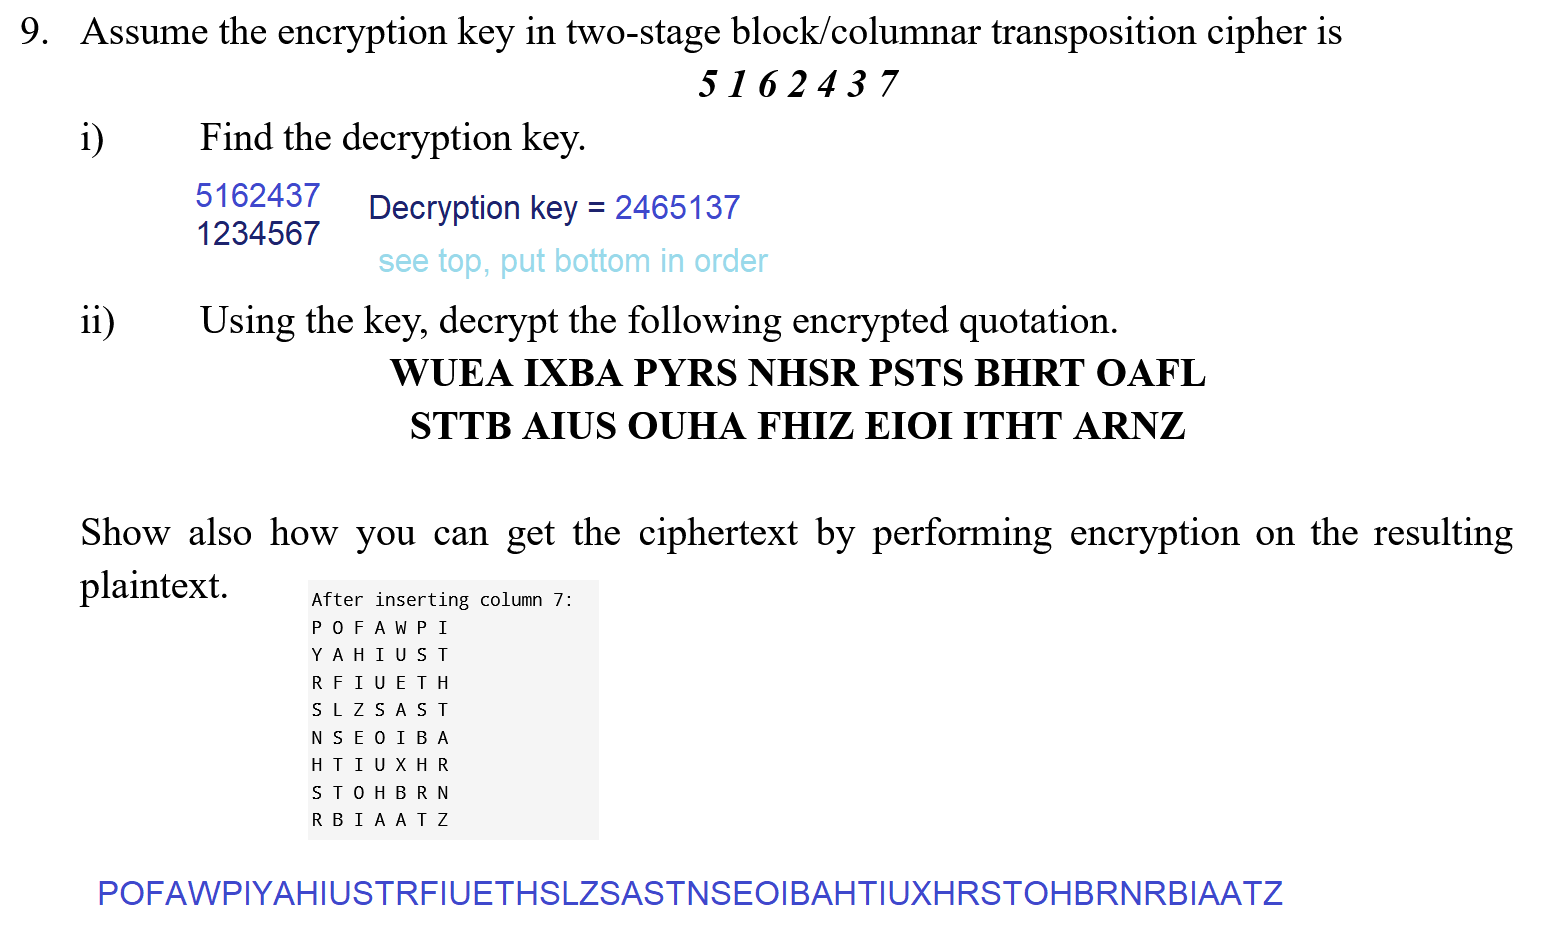 9. Assume the encryption key in two-stage block/columnar transposition cipher is
5 1 6 2 4 3 7
i) Find the decryption key.
5162437
1234567
Decryption key = 2465137
see top, put bottom in order
ii) Using the key, decrypt the following encrypted quotation.
WUEA IXBA PYRS NHSR PSTS BHRT OAFL
STTB AIUS OUHA FHIZ EIOI ITHT ARNZ
Show also how you can get the ciphertext by performing encryption on the resulting
plaintext.
After inserting column 7:
P O F A W P I
Y A H I U S T
R F I U E T H
S L Z S A S T
N S E O I B A
H T I U X H R
S T O H B R N
R B I A A T Z
POFAWPIYAHIUSTRFIUETHSLZSASTNSEOIBAHTIUXHRSTOHBRNRBIAATZ